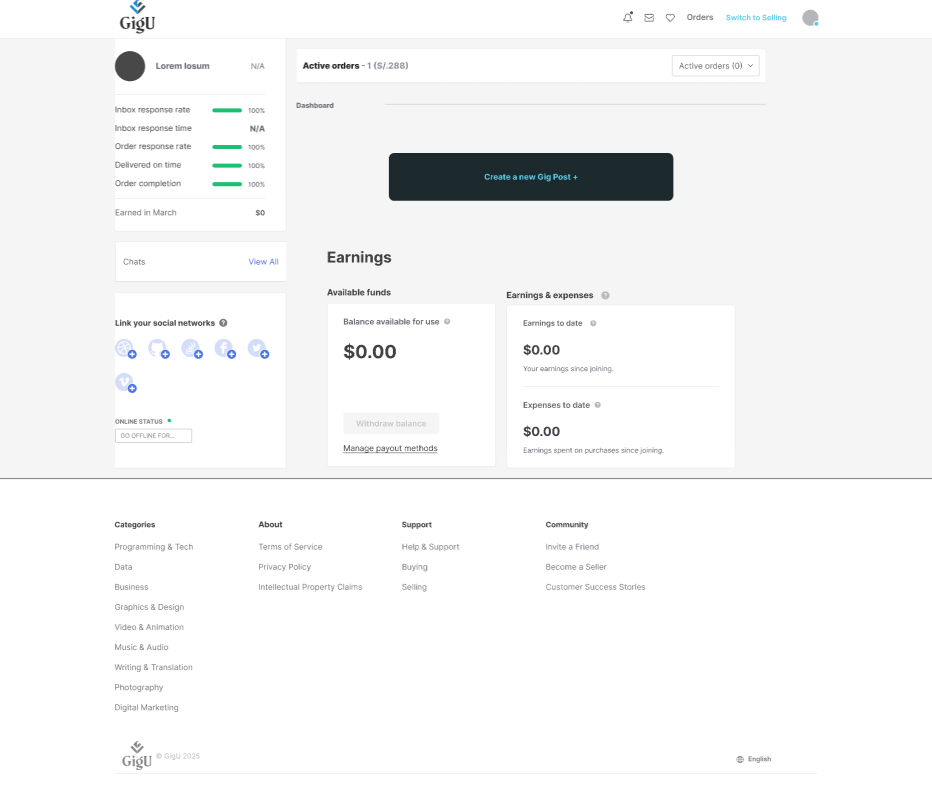 GigU
Orders
Switch to Selling
Lorem Iosum
N/A
Inbox response rate 100%
Inbox response time N/A
Order response rate 100%
Delivered on time 100%
Order completion 100%
Earned in March $0
Chats View All
Link your social networks ?
ONLINE STATUS
GO OFFLINE FOR...
Active orders - 1 (S/.288)
Active orders (0)
Dashboard
Create a new Gig Post +
Earnings
Available funds
Balance available for use ?
$0.00
Withdraw balance
Manage payout methods
Earnings & expenses ?
Earnings to date ?
$0.00
Your earnings since joining.
Expenses to date ?
$0.00
Earnings spent on purchases since joining.
Categories
Programming & Tech
Data
Business
Graphics & Design
Video & Animation
Music & Audio
Writing & Translation
Photography
Digital Marketing
About
Terms of Service
Privacy Policy
Intellectual Property Claims
Support
Help & Support
Buying
Selling
Community
Invite a Friend
Become a Seller
Customer Success Stories
GigU © GigU 2025
English